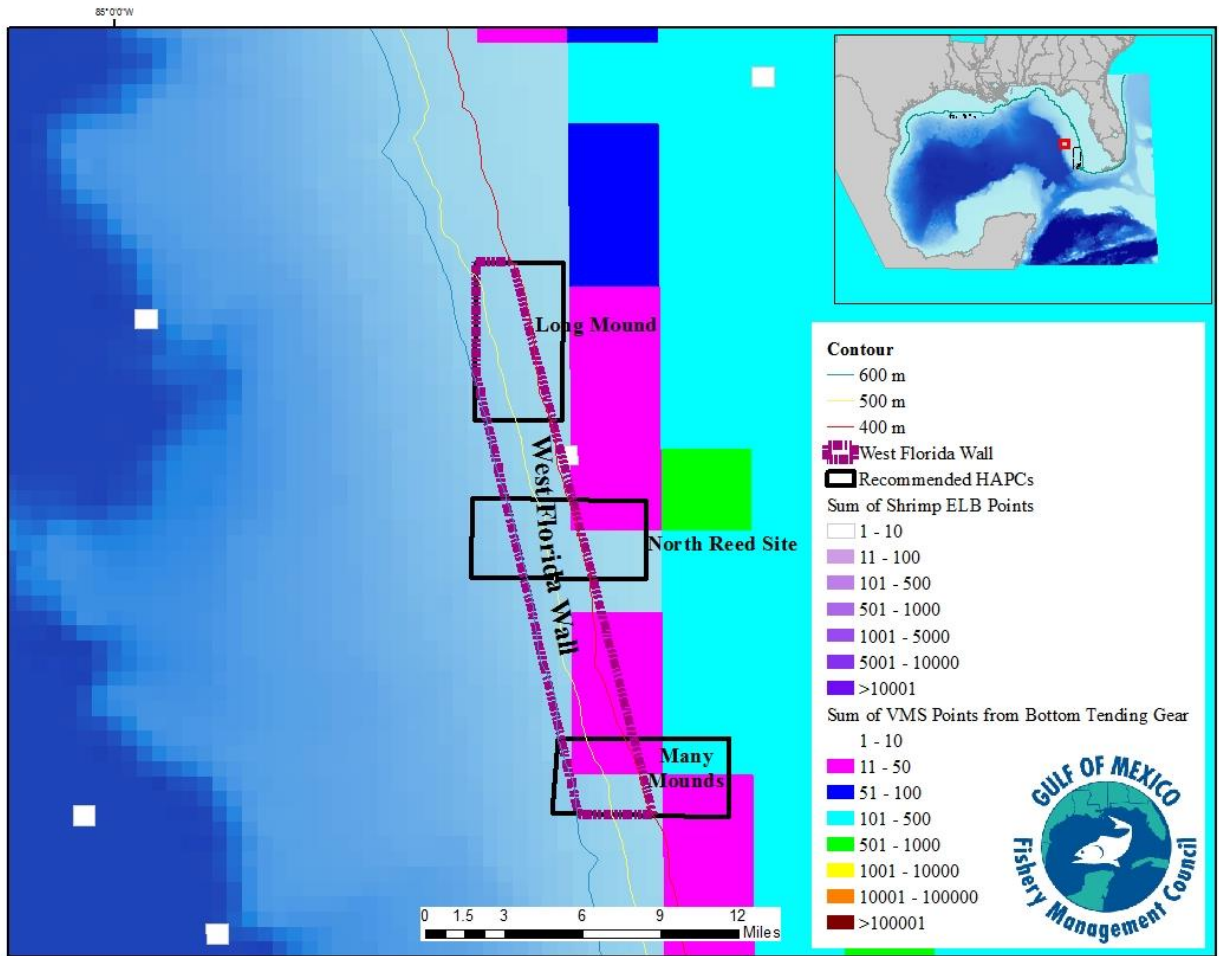 85°0'0"W
Long Mound
West Florida Wall
North Reed Site
Many
Mounds
0 1.5 3 6 9 12
Miles
Contour
600 m
500 m
400 m
West Florida Wall
Recommended HAPCs
Sum of Shrimp ELB Points
1 - 10
11 - 100
101 - 500
501 - 1000
1001 - 5000
5001 - 10000
>10001
Sum of VMS Points from Bottom Tending Gear
1 - 10
11 - 50
51 - 100
101 - 500
501 - 1000
1001 - 10000
10001 - 100000
>100001
GULF OF MEXICO
Fishery Management Council